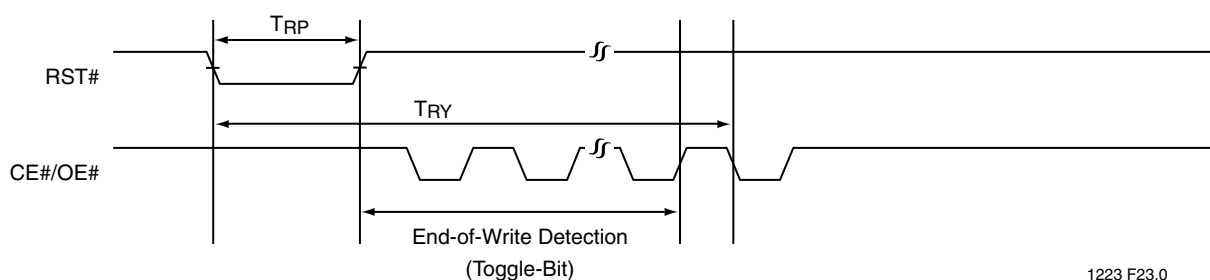 TRP
RST#
TRY
CE#/OE#
End-of-Write Detection
(Toggle-Bit)
1223 F23.0